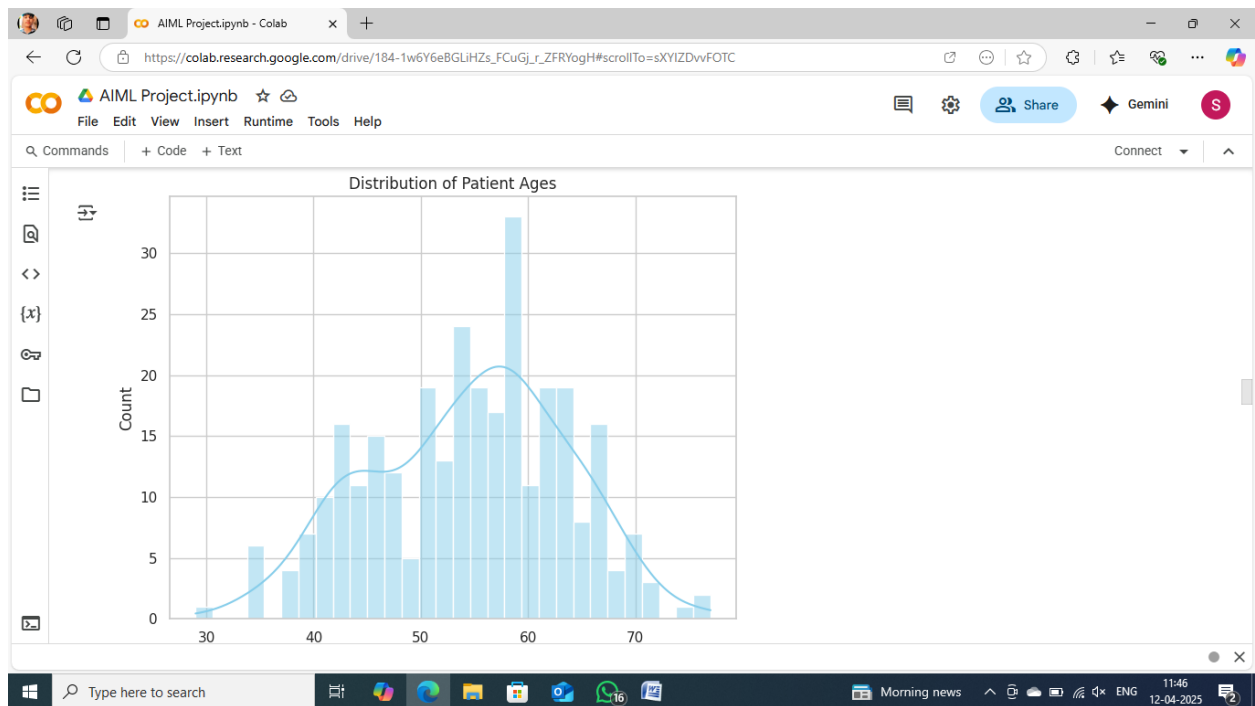 AIML Project.ipynb - Colab
https://colab.research.google.com/drive/184-1w6Y6eBGLiHZs_FCuGj_r_ZFRYogH#scrollTo=sXYIZDvvFOTC
AIML Project.ipynb
Share
Gemini
S
File Edit View Insert Runtime Tools Help
Commands + Code + Text
Connect
Distribution of Patient Ages
30
25
20
15
10
5
0
Count
30 40 50 60 70
{x}
Type here to search
16
Morning news
ENG
11:46
12-04-2025
2